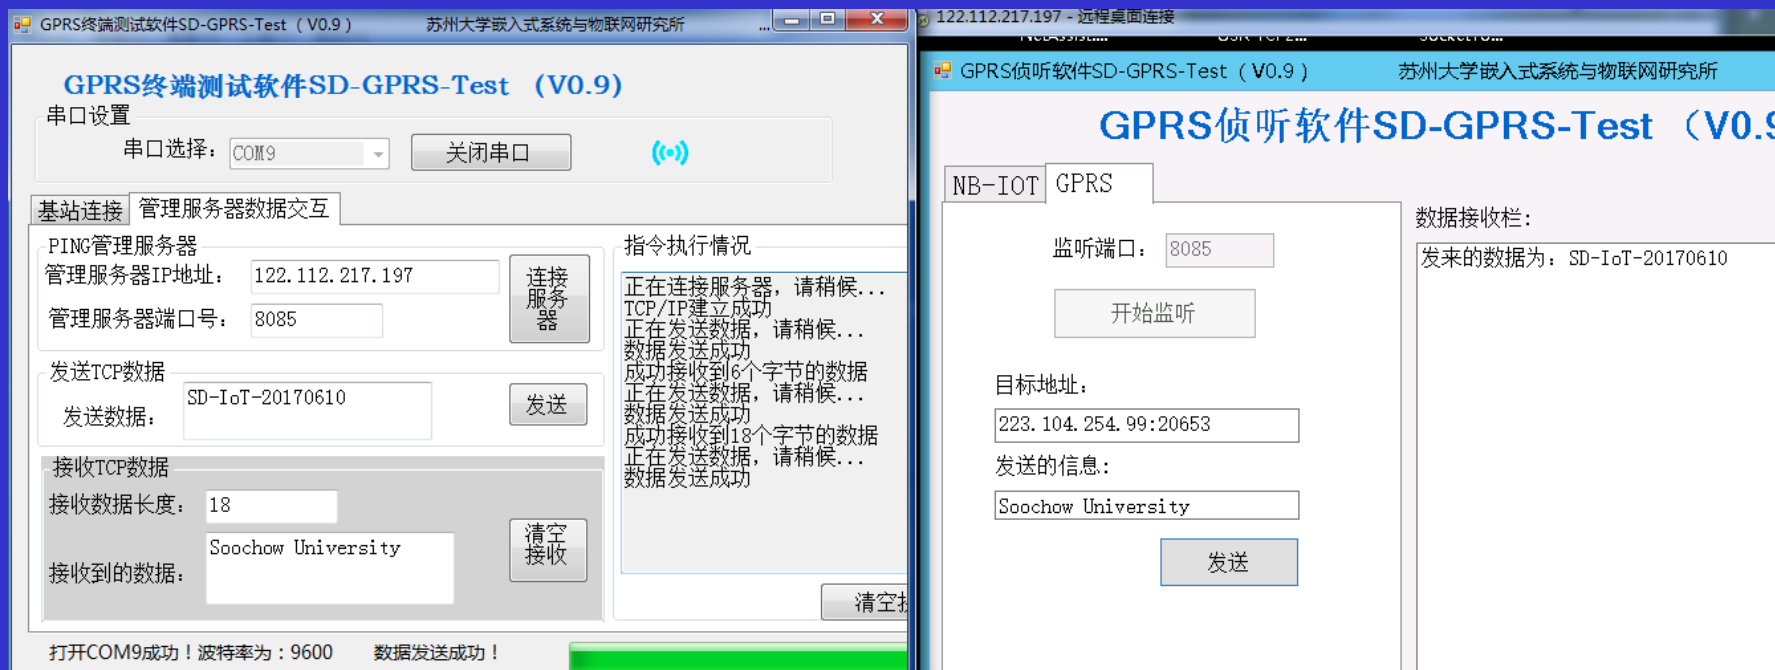 GPRS终端测试软件SD-GPRS-Test（V0.9） 苏州大学嵌入式系统与物联网研究所 ...
GPRS终端测试软件SD-GPRS-Test （V0.9）
串口设置
串口选择： COM9 关闭串口
基站连接 管理服务器数据交互
PING管理服务器
管理服务器IP地址： 122.112.217.197
连接
服务
器
管理服务器端口号： 8085
发送TCP数据
发送数据： SD-IoT-20170610 发送
接收TCP数据
接收数据长度： 18
接收到的数据： Soochow University
清空
接收
指令执行情况
正在连接服务器，请稍候...
TCP/IP建立成功
正在发送数据，请稍候...
数据发送成功
成功接收到6个字节的数据
正在发送数据，请稍候...
数据发送成功
成功接收到18个字节的数据
正在发送数据，请稍候...
数据发送成功
清空
打开COM9成功！波特率为：9600 数据发送成功！
122.112.217.197 - 远程桌面连接
GPRS侦听软件SD-GPRS-Test（V0.9） 苏州大学嵌入式系统与物联网研究所
GPRS侦听软件SD-GPRS-Test （V0.9
NB-IOT GPRS
监听端口： 8085
开始监听
目标地址：
223.104.254.99:20653
发送的信息：
Soochow University
发送
数据接收栏：
发来的数据为：SD-IoT-20170610